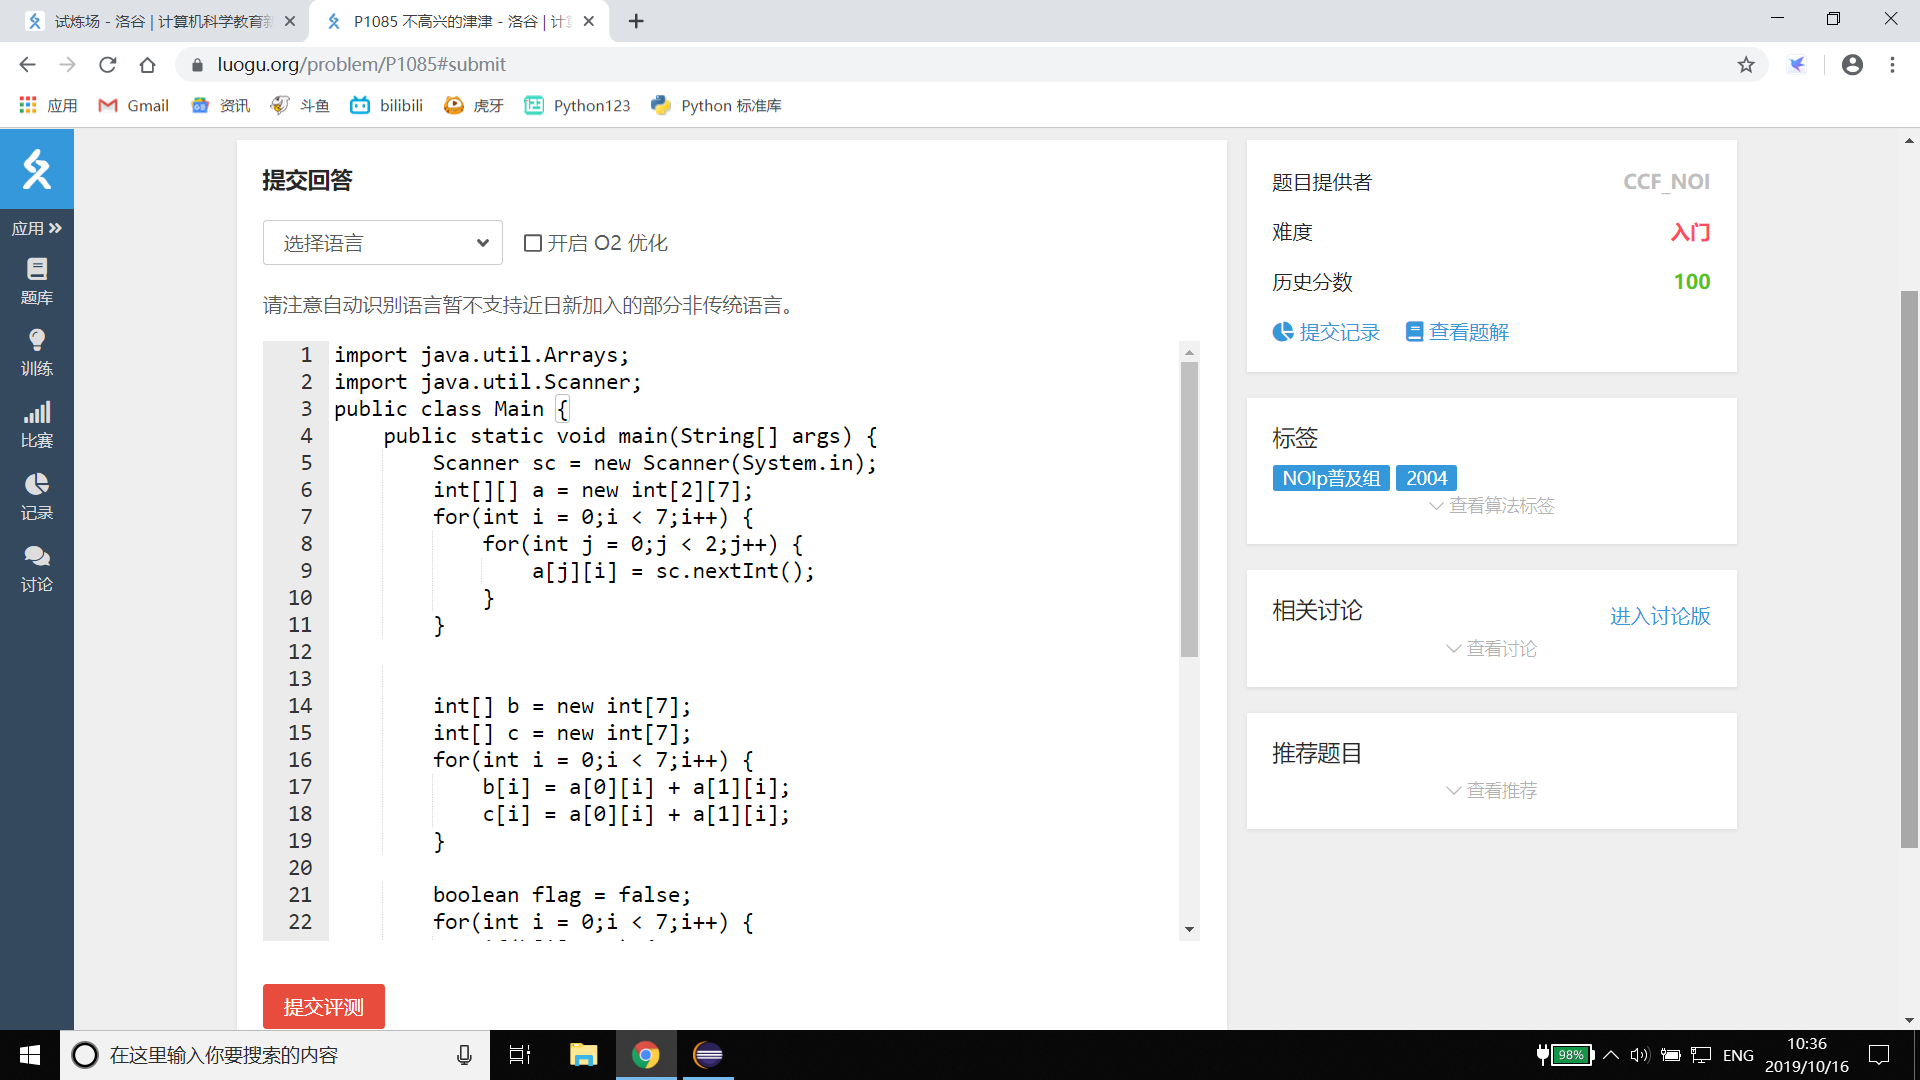 试炼场 - 洛谷 | 计算机科学教育新
P1085 不高兴的津津 - 洛谷 | 计算
luogu.org/problem/P1085#submit
应用
Gmail
资讯
斗鱼
bilibili
虎牙
Python123
Python 标准库
应用
题库
训练
比赛
记录
讨论
提交回答
选择语言
开启 O2 优化
请注意自动识别语言暂不支持近日新加入的部分非传统语言。
1 import java.util.Arrays;
2 import java.util.Scanner;
3 public class Main {
4 public static void main(String[] args) {
5 Scanner sc = new Scanner(System.in);
6 int[][] a = new int[2][7];
7 for(int i = 0;i < 7;i++) {
8 for(int j = 0;j < 2;j++) {
9 a[j][i] = sc.nextInt();
10 }
11 }
12
13
14 int[] b = new int[7];
15 int[] c = new int[7];
16 for(int i = 0;i < 7;i++) {
17 b[i] = a[0][i] + a[1][i];
18 c[i] = a[0][i] + a[1][i];
19 }
20
21 boolean flag = false;
22 for(int i = 0;i < 7;i++) {
提交评测
题目提供者 CCF_NOI
难度 入门
历史分数 100
提交记录 查看题解
标签
NOIp普及组 2004
查看算法标签
相关讨论 进入讨论版
查看讨论
推荐题目
查看推荐
在这里输入你要搜索的内容
98%
ENG
10:36
2019/10/16